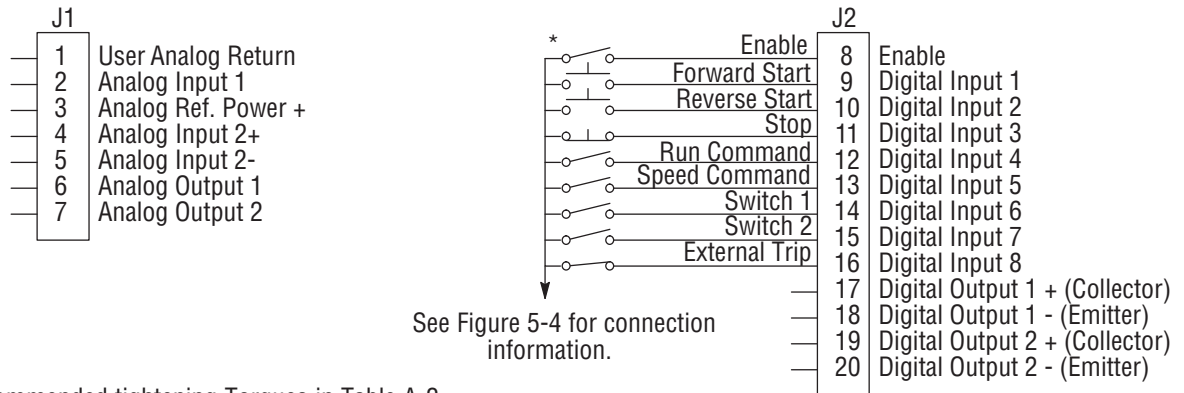 J1
1 User Analog Return
2 Analog Input 1
3 Analog Ref. Power +
4 Analog Input 2+
5 Analog Input 2-
6 Analog Output 1
7 Analog Output 2
J2
* Enable 8 Enable
Forward Start 9 Digital Input 1
Reverse Start 10 Digital Input 2
Stop 11 Digital Input 3
Run Command 12 Digital Input 4
Speed Command 13 Digital Input 5
Switch 1 14 Digital Input 6
Switch 2 15 Digital Input 7
External Trip 16 Digital Input 8
17 Digital Output 1 + (Collector)
18 Digital Output 1 - (Emitter)
19 Digital Output 2 + (Collector)
20 Digital Output 2 - (Emitter)
See Figure 5-4 for connection
information.